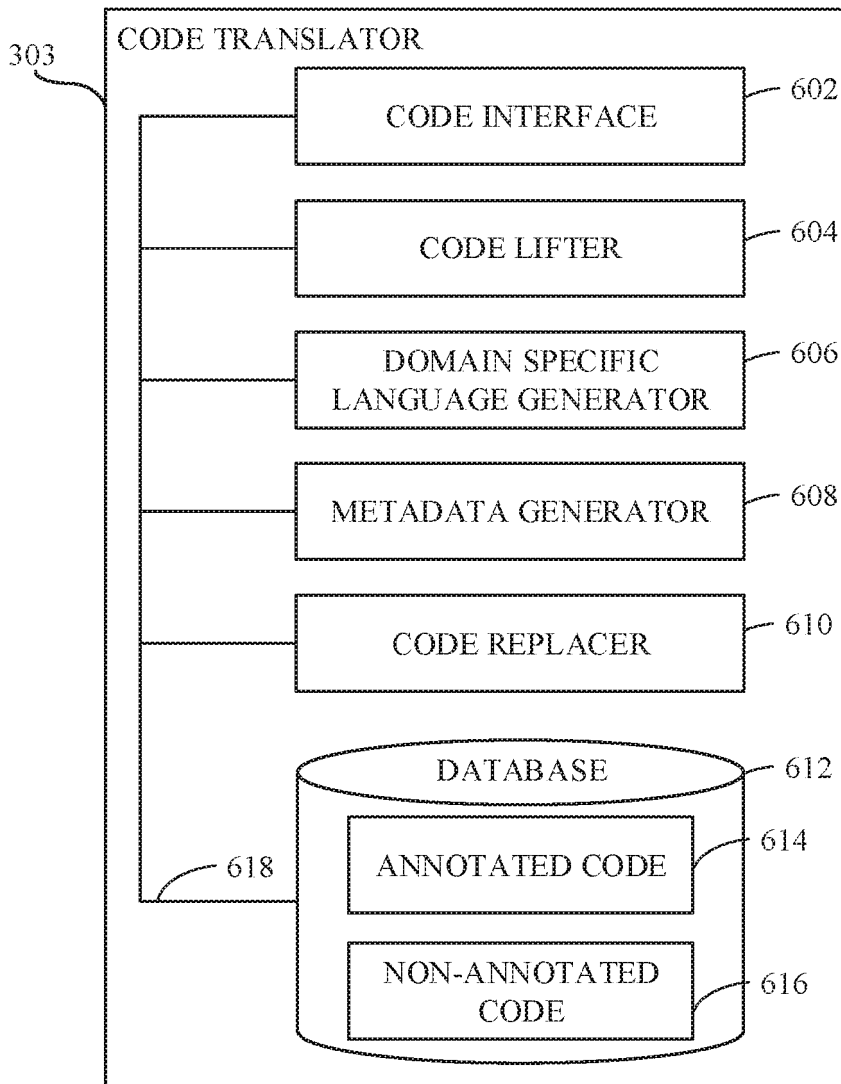 CODE TRANSLATOR
303
CODE INTERFACE
602
CODE LIFTER
604
DOMAIN SPECIFIC
LANGUAGE GENERATOR
606
METADATA GENERATOR
608
CODE REPLACER
610
DATABASE
612
ANNOTATED CODE
614
618
NON-ANNOTATED
CODE
616